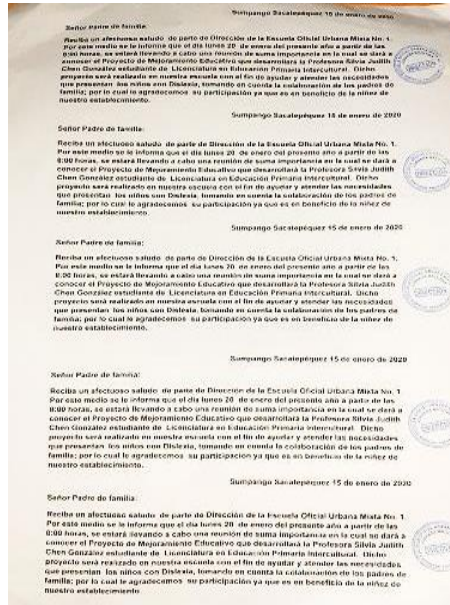 Sumpango Sacatepéquez 15 de enero de 2020
Señor Padre de familia:
Reciba un afectuoso saludo de parte de Dirección de la Escuela Oficial Urbana Mixta No. 1.
Por este medio se le informa que el día lunes 20 de enero del presente año a partir de las
8:00 horas, se estará llevando a cabo una reunión de suma importancia en la cual se dará a
conocer el Proyecto de Mejoramiento Educativo que desarrollará la Profesora Silvia Judith
Chen González estudiante de Licenciatura en Educación Primaria Intercultural. Dicho
proyecto será realizado en nuestra escuela con el fin de ayudar y atender las necesidades
que presentan los niños con Dislexia, tomando en cuenta la colaboración de los padres de
familia; por lo cual le agradecemos su participación ya que es en beneficio de la niñez de
nuestro establecimiento.
Sumpango Sacatepéquez 15 de enero de 2020
Señor Padre de familia:
Reciba un afectuoso saludo de parte de Dirección de la Escuela Oficial Urbana Mixta No. 1.
Por este medio se le informa que el día lunes 20 de enero del presente año a partir de las
8:00 horas, se estará llevando a cabo una reunión de suma importancia en la cual se dará a
conocer el Proyecto de Mejoramiento Educativo que desarrollará la Profesora Silvia Judith
Chen González estudiante de Licenciatura en Educación Primaria Intercultural. Dicho
proyecto será realizado en nuestra escuela con el fin de ayudar y atender las necesidades
que presentan los niños con Dislexia, tomando en cuenta la colaboración de los padres de
familia; por lo cual le agradecemos su participación ya que es en beneficio de la niñez de
nuestro establecimiento.
Sumpango Sacatepéquez 15 de enero de 2020
Señor Padre de familia:
Reciba un afectuoso saludo de parte de Dirección de la Escuela Oficial Urbana Mixta No. 1.
Por este medio se le informa que el día lunes 20 de enero del presente año a partir de las
8:00 horas, se estará llevando a cabo una reunión de suma importancia en la cual se dará a
conocer el Proyecto de Mejoramiento Educativo que desarrollará la Profesora Silvia Judith
Chen González estudiante de Licenciatura en Educación Primaria Intercultural. Dicho
proyecto será realizado en nuestra escuela con el fin de ayudar y atender las necesidades
que presentan los niños con Dislexia, tomando en cuenta la colaboración de los padres de
familia; por lo cual le agradecemos su participación ya que es en beneficio de la niñez de
nuestro establecimiento.
Sumpango Sacatepéquez 15 de enero de 2020
Señor Padre de familia:
Reciba un afectuoso saludo de parte de Dirección de la Escuela Oficial Urbana Mixta No. 1.
Por este medio se le informa que el día lunes 20 de enero del presente año a partir de las
8:00 horas, se estará llevando a cabo una reunión de suma importancia en la cual se dará a
conocer el Proyecto de Mejoramiento Educativo que desarrollará la Profesora Silvia Judith
Chen González estudiante de Licenciatura en Educación Primaria Intercultural. Dicho
proyecto será realizado en nuestra escuela con el fin de ayudar y atender las necesidades
que presentan los niños con Dislexia, tomando en cuenta la colaboración de los padres de
familia; por lo cual le agradecemos su participación ya que es en beneficio de la niñez de
nuestro establecimiento.
Sumpango Sacatepéquez 15 de enero de 2020
Señor Padre de familia:
Reciba un afectuoso saludo de parte de Dirección de la Escuela Oficial Urbana Mixta No. 1.
Por este medio se le informa que el día lunes 20 de enero del presente año a partir de las
8:00 horas, se estará llevando a cabo una reunión de suma importancia en la cual se dará a
conocer el Proyecto de Mejoramiento Educativo que desarrollará la Profesora Silvia Judith
Chen González estudiante de Licenciatura en Educación Primaria Intercultural. Dicho
proyecto será realizado en nuestra escuela con el fin de ayudar y atender las necesidades
que presentan los niños con Dislexia, tomando en cuenta la colaboración de los padres de
familia; por lo cual le agradecemos su participación ya que es en beneficio de la niñez de
nuestro establecimiento.